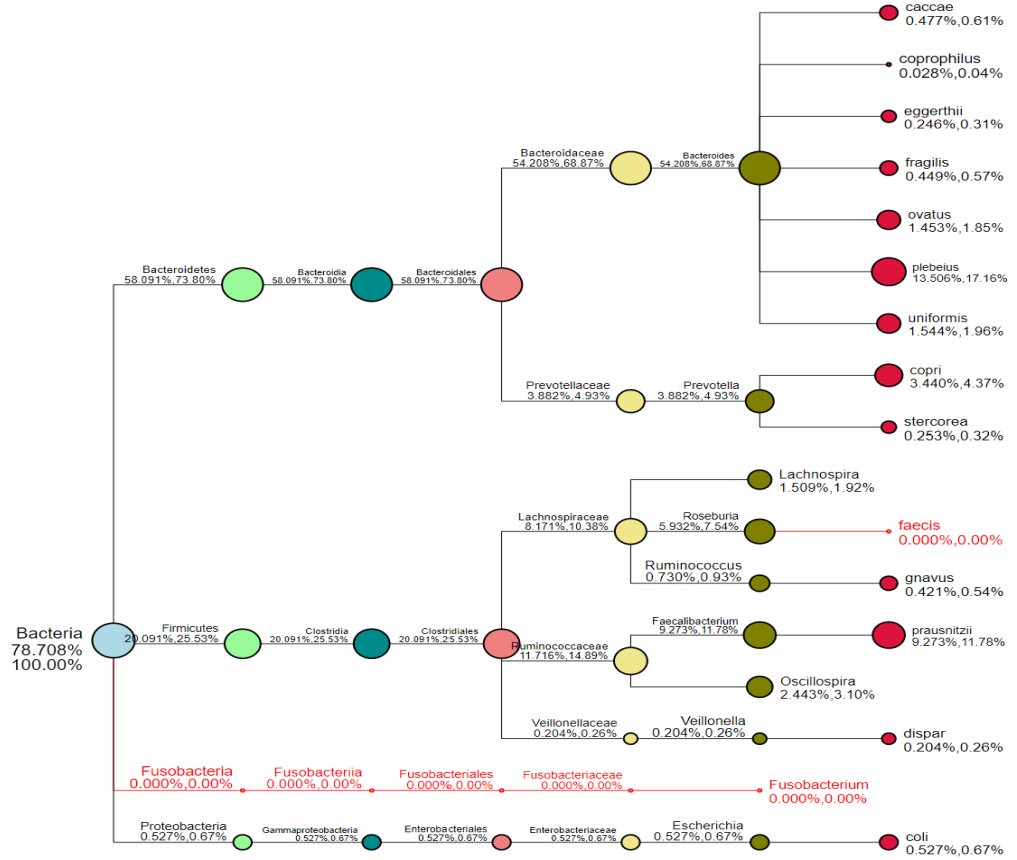 caccae
0.477%,0.61%
coprophilus
0.028%,0.04%
eggerthii
0.246%,0.31%
Bacteroidaceae
54.208%,68.87%
Bacteroides
54.208%,68.87%
fragilis
0.449%,0.57%
ovatus
1.453%,1.85%
Bacteroidetes
58.091%,73.80%
Bacteroidia
58.091%,73.80%
Bacteroidales
58.091%,73.80%
plebeius
13.506%,17.16%
uniformis
1.544%,1.96%
Prevotellaceae
3.882%,4.93%
Prevotella
3.882%,4.93%
copri
3.440%,4.37%
stercorea
0.253%,0.32%
Lachnospira
1.509%,1.92%
Lachnospiraceae
8.171%,10.38%
Roseburia
5.932%,7.54%
faecis
0.000%,0.00%
Ruminococcus
0.730%,0.93%
gnavus
0.421%,0.54%
Bacteria
78.708%
100.00%
Firmicutes
20.091%,25.53%
Clostridia
20.091%,25.53%
Clostridiales
20.091%,25.53%
Ruminococcaceae
11.716%,14.89%
Faecalibacterium
9.273%,11.78%
prausnitzii
9.273%,11.78%
Oscillospira
2.443%,3.10%
Veillonellaceae
0.204%,0.26%
Veillonella
0.204%,0.26%
dispar
0.204%,0.26%
Fusobacteria
0.000%,0.00%
Fusobacteriia
0.000%,0.00%
Fusobacteriales
0.000%,0.00%
Fusobacteriaceae
0.000%,0.00%
Fusobacterium
0.000%,0.00%
Proteobacteria
0.527%,0.67%
Gammaproteobacteria
0.527%,0.67%
Enterobacteriales
0.527%,0.67%
Enterobacteriaceae
0.527%,0.67%
Escherichia
0.527%,0.67%
coli
0.527%,0.67%